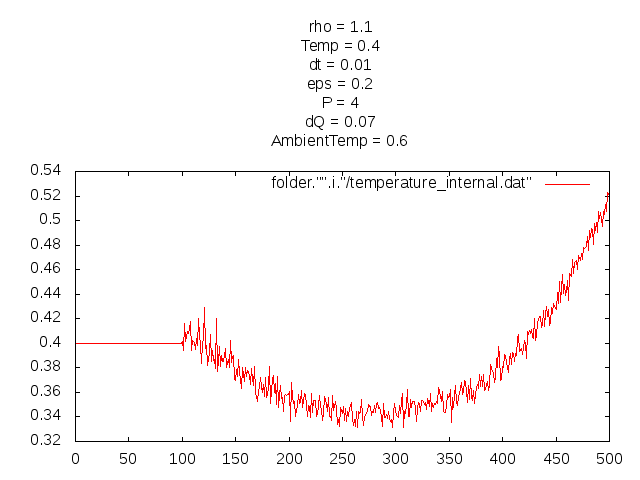 rho = 1.1
Temp = 0.4
dt = 0.01
eps = 0.2
P = 4
dQ = 0.07
AmbientTemp = 0.6
folder."".i."/temperature_internal.dat"
0.54
0.52
0.5
0.48
0.46
0.44
0.42
0.4
0.38
0.36
0.34
0.32
0 50 100 150 200 250 300 350 400 450 500